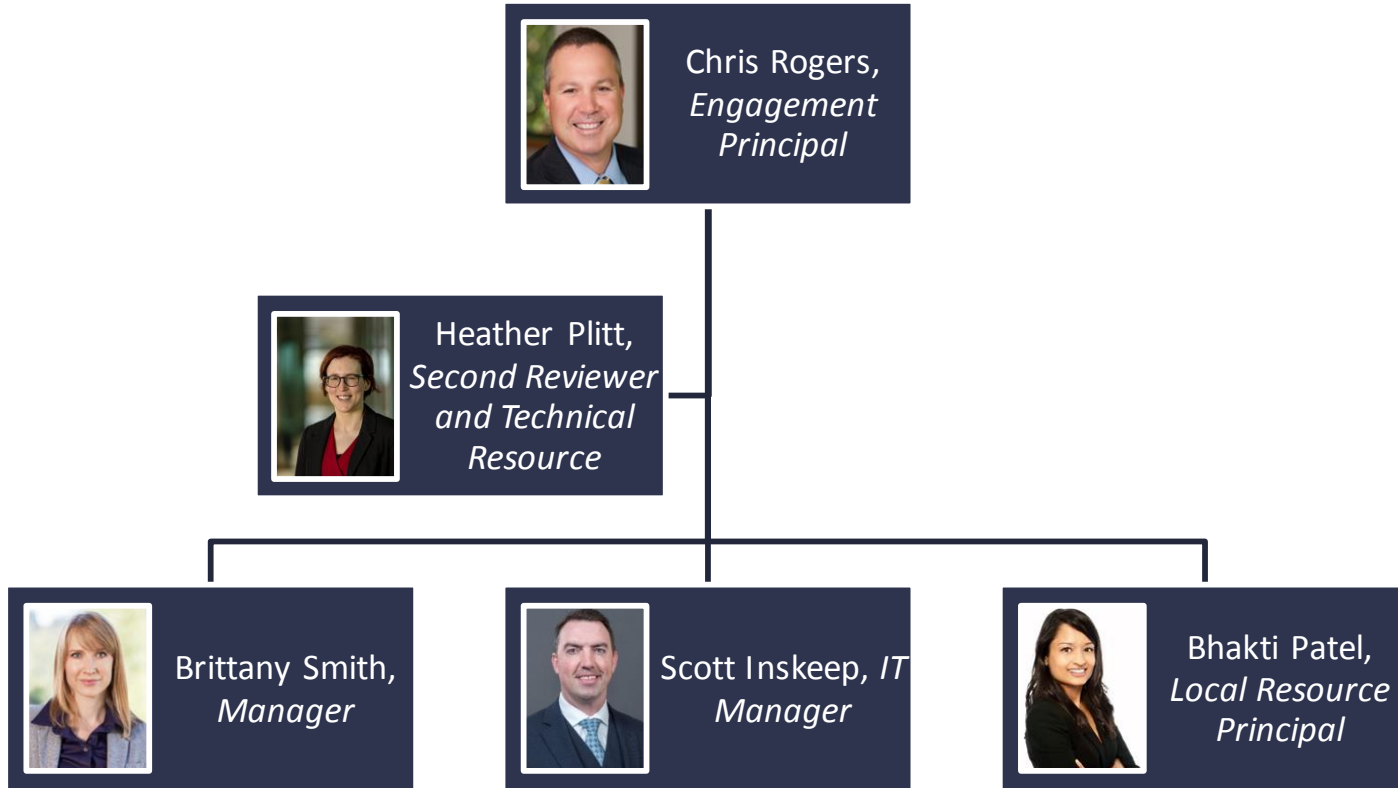 Chris Rogers,
Engagement
Principal
Heather Plitt,
Second Reviewer
and Technical
Resource
Brittany Smith,
Manager
Scott Inskeep, IT
Manager
Bhakti Patel,
Local Resource
Principal